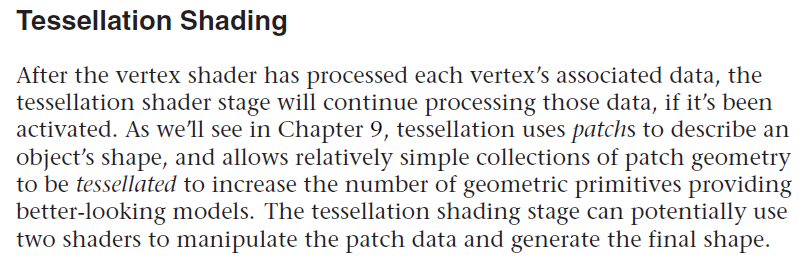 Tessellation Shading
After the vertex shader has processed each vertex’s associated data, the
tessellation shader stage will continue processing those data, if it’s been
activated. As we’ll see in Chapter 9, tessellation uses patchs to describe an
object’s shape, and allows relatively simple collections of patch geometry
to be tessellated to increase the number of geometric primitives providing
better-looking models. The tessellation shading stage can potentially use
two shaders to manipulate the patch data and generate the final shape.